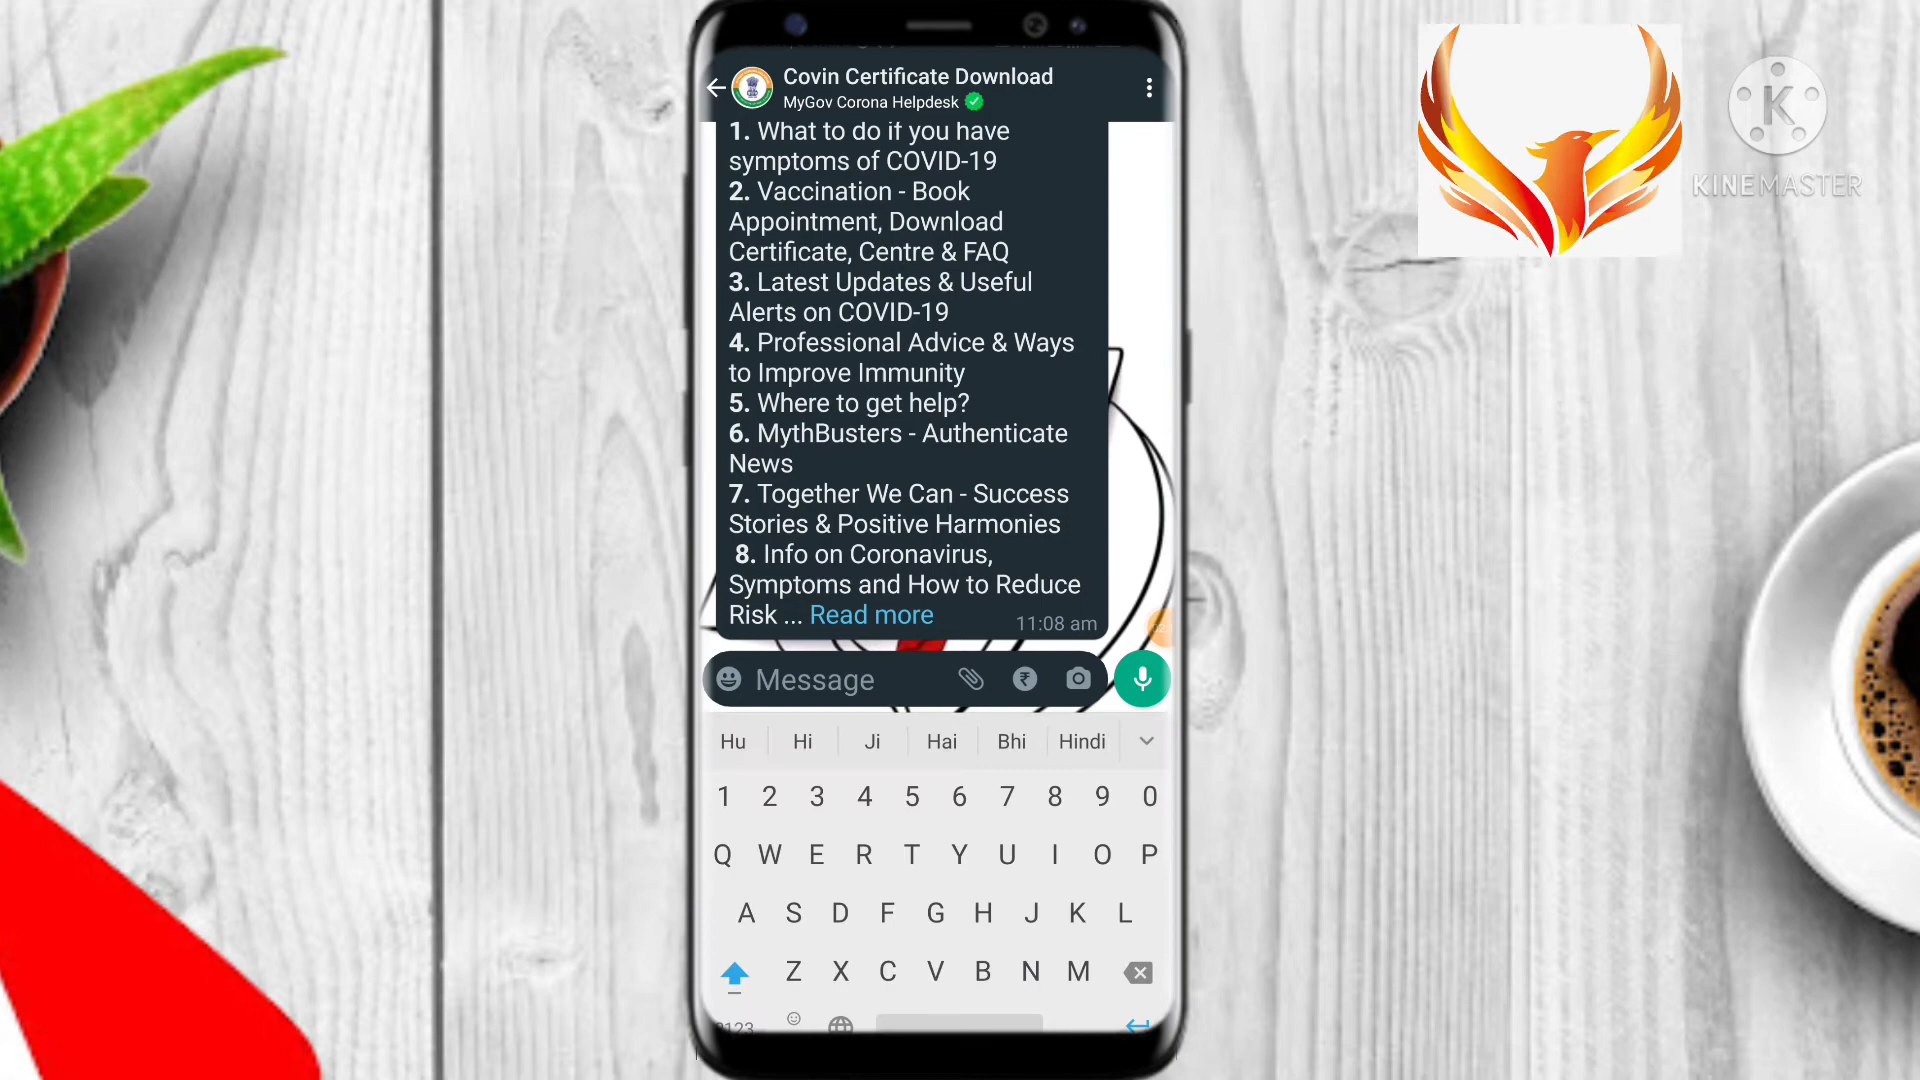 Covin Certificate Download
MyGov Corona Helpdesk
1. What to do if you have
symptoms of COVID-19
2. Vaccination - Book
Appointment, Download
Certificate, Centre & FAQ
3. Latest Updates & Useful
Alerts on COVID-19
4. Professional Advice & Ways
to Improve Immunity
5. Where to get help?
6. MythBusters - Authenticate
News
7. Together We Can - Success
Stories & Positive Harmonies
8. Info on Coronavirus,
Symptoms and How to Reduce
Risk ... Read more
11:08 am
Message
Hu Hi Ji Hai Bhi Hindi
1 2 3 4 5 6 7 8 9 0
Q W E R T Y U I O P
A S D F G H J K L
Z X C V B N M
K
KINEMASTER